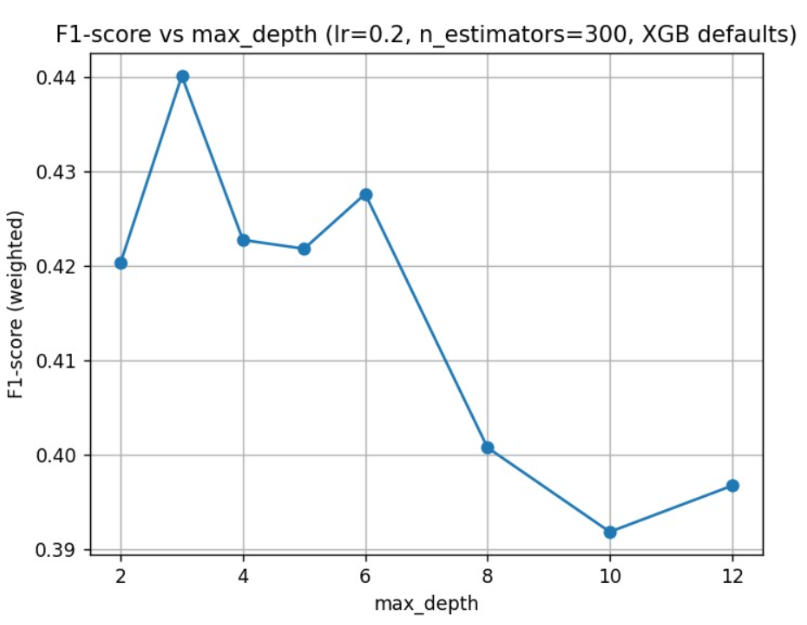 F1-score vs max_depth (lr=0.2, n_estimators=300, XGB defaults)
0.44
0.43
0.42
0.41
0.40
0.39
F1-score (weighted)
2 4 6 8 10 12
max_depth